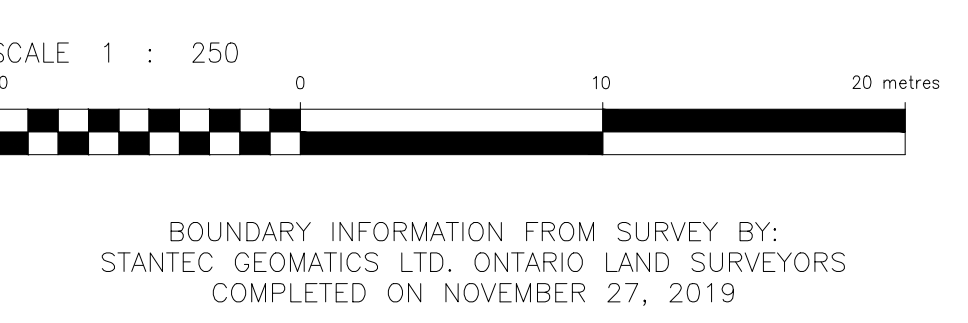 SCALE 1 : 250
0 0 10 20 metres
BOUNDARY INFORMATION FROM SURVEY BY:
STANTEC GEOMATICS LTD. ONTARIO LAND SURVEYORS
COMPLETED ON NOVEMBER 27, 2019